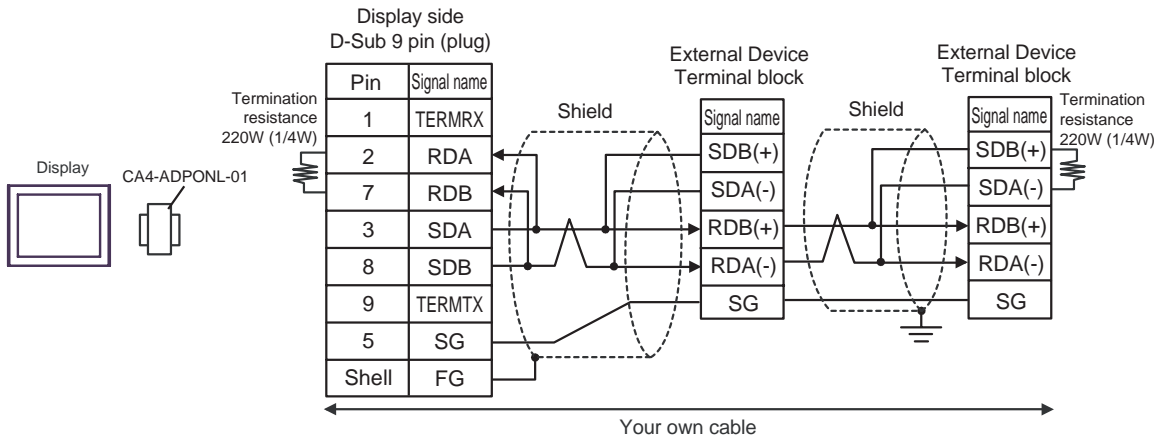 Display side
D-Sub 9 pin (plug)
Pin Signal name
1 TERMRX
2 RDA
7 RDB
3 SDA
8 SDB
9 TERMTX
5 SG
Shell FG
Termination
resistance
220W (1/4W)
Display
CA4-ADPONL-01
Shield
External Device
Terminal block
Signal name
SDB(+)
SDA(-)
RDB(+)
RDA(-)
SG
Shield
External Device
Terminal block
Signal name
SDB(+)
SDA(-)
RDB(+)
RDA(-)
SG
Termination
resistance
220W (1/4W)
Your own cable